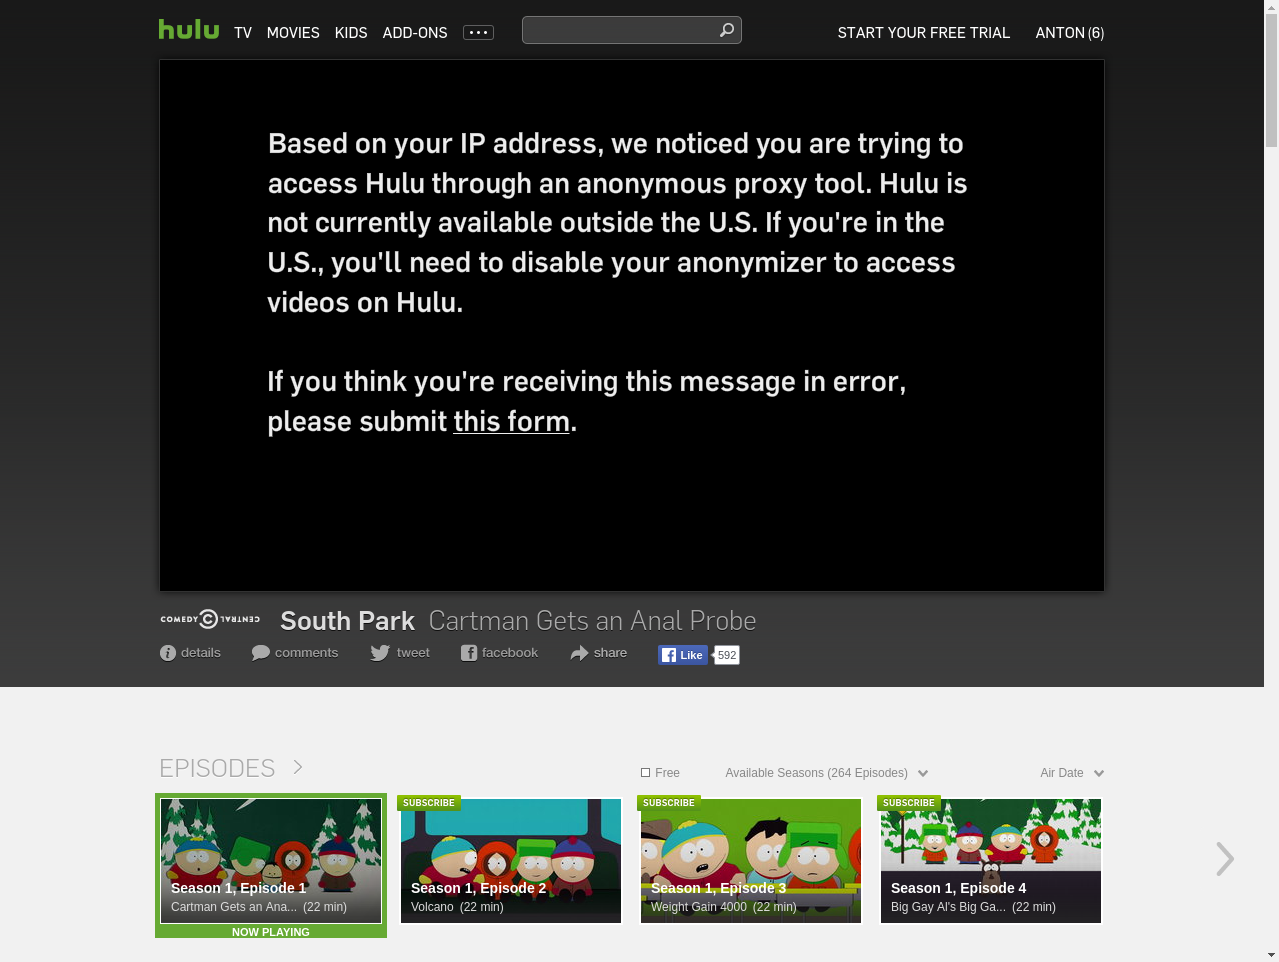 hulu TV MOVIES KIDS ADD-ONS START YOUR FREE TRIAL ANTON (6)
Based on your IP address, we noticed you are trying to
access Hulu through an anonymous proxy tool. Hulu is
not currently available outside the U.S. If you're in the
U.S., you'll need to disable your anonymizer to access
videos on Hulu.
If you think you're receiving this message in error,
please submit this form.
COMEDY CENTRAL South Park Cartman Gets an Anal Probe
details comments tweet facebook share Like 592
EPISODES Free Available Seasons (264 Episodes) Air Date
SUBSCRIBE SUBSCRIBE SUBSCRIBE
Season 1, Episode 1 Season 1, Episode 2 Season 1, Episode 3 Season 1, Episode 4
Cartman Gets an Ana... (22 min) Volcano (22 min) Weight Gain 4000 (22 min) Big Gay Al's Big Ga... (22 min)
NOW PLAYING